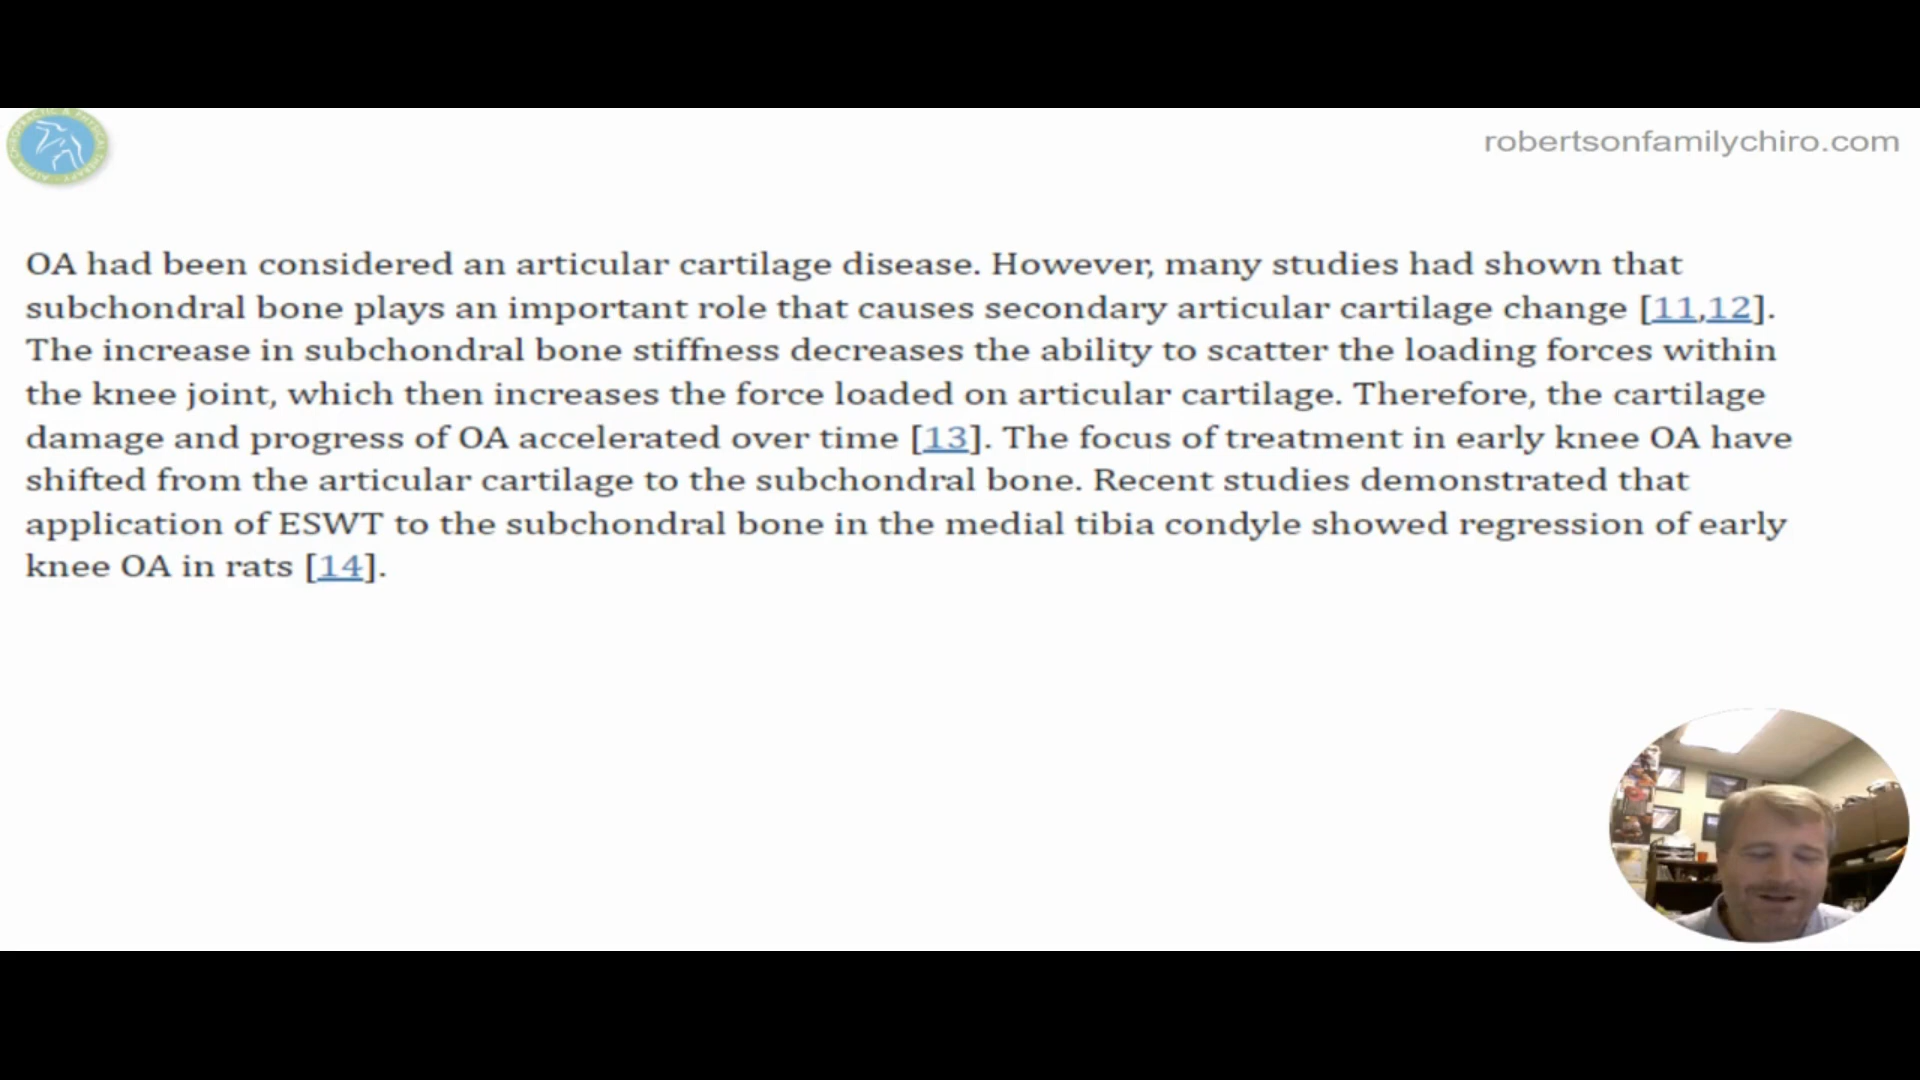 CHIROPRACTIC & PHYSICAL THERAPY
ALPHA
robertsonfamilychiro.com
OA had been considered an articular cartilage disease. However, many studies had shown that
subchondral bone plays an important role that causes secondary articular cartilage change [11,12].
The increase in subchondral bone stiffness decreases the ability to scatter the loading forces within
the knee joint, which then increases the force loaded on articular cartilage. Therefore, the cartilage
damage and progress of OA accelerated over time [13]. The focus of treatment in early knee OA have
shifted from the articular cartilage to the subchondral bone. Recent studies demonstrated that
application of ESWT to the subchondral bone in the medial tibia condyle showed regression of early
knee OA in rats [14].